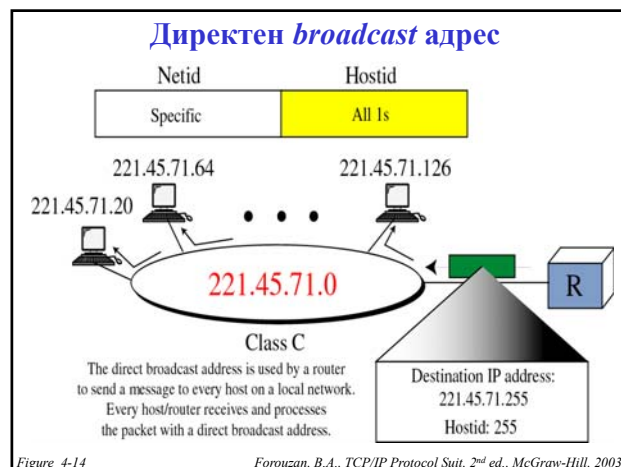 Директен broadcast адрес
Netid Hostid
Specific All 1s
221.45.71.64 221.45.71.126
221.45.71.20
221.45.71.0
R
Class C
The direct broadcast address is used by a router
to send a message to every host on a local network.
Every host/router receives and processes
the packet with a direct broadcast address.
Destination IP address:
221.45.71.255
Hostid: 255
Figure 4-14 Forouzan, B.A., TCP/IP Protocol Suit, 2nd ed., McGraw-Hill, 2003